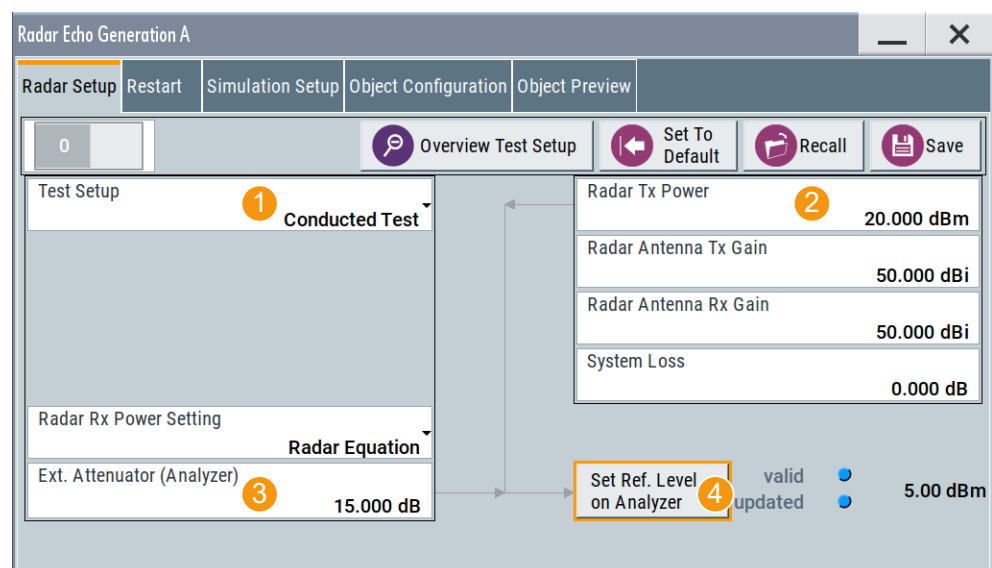 Radar Echo Generation A
Radar Setup Restart Simulation Setup Object Configuration Object Preview
0 Overview Test Setup Set To Default Recall Save
Test Setup
1
Conducted Test
Radar Tx Power
2
20.000 dBm
Radar Antenna Tx Gain
50.000 dBi
Radar Antenna Rx Gain
50.000 dBi
System Loss
0.000 dB
Radar Rx Power Setting
Radar Equation
Ext. Attenuator (Analyzer)
3
15.000 dB
Set Ref. Level
on Analyzer
4
valid
updated
5.00 dBm